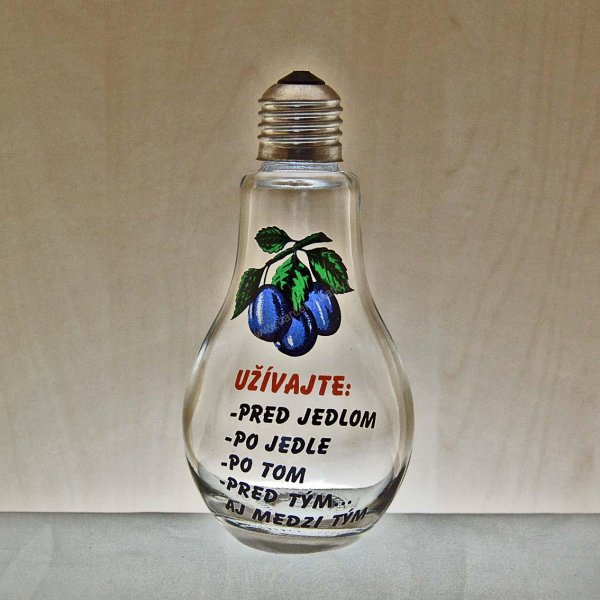 UŽÍVAJTE:
-PRED JEDLOM
-PO JEDLE
-PO TOM
-PRED TÝM...
AJ MEDZI TÝM